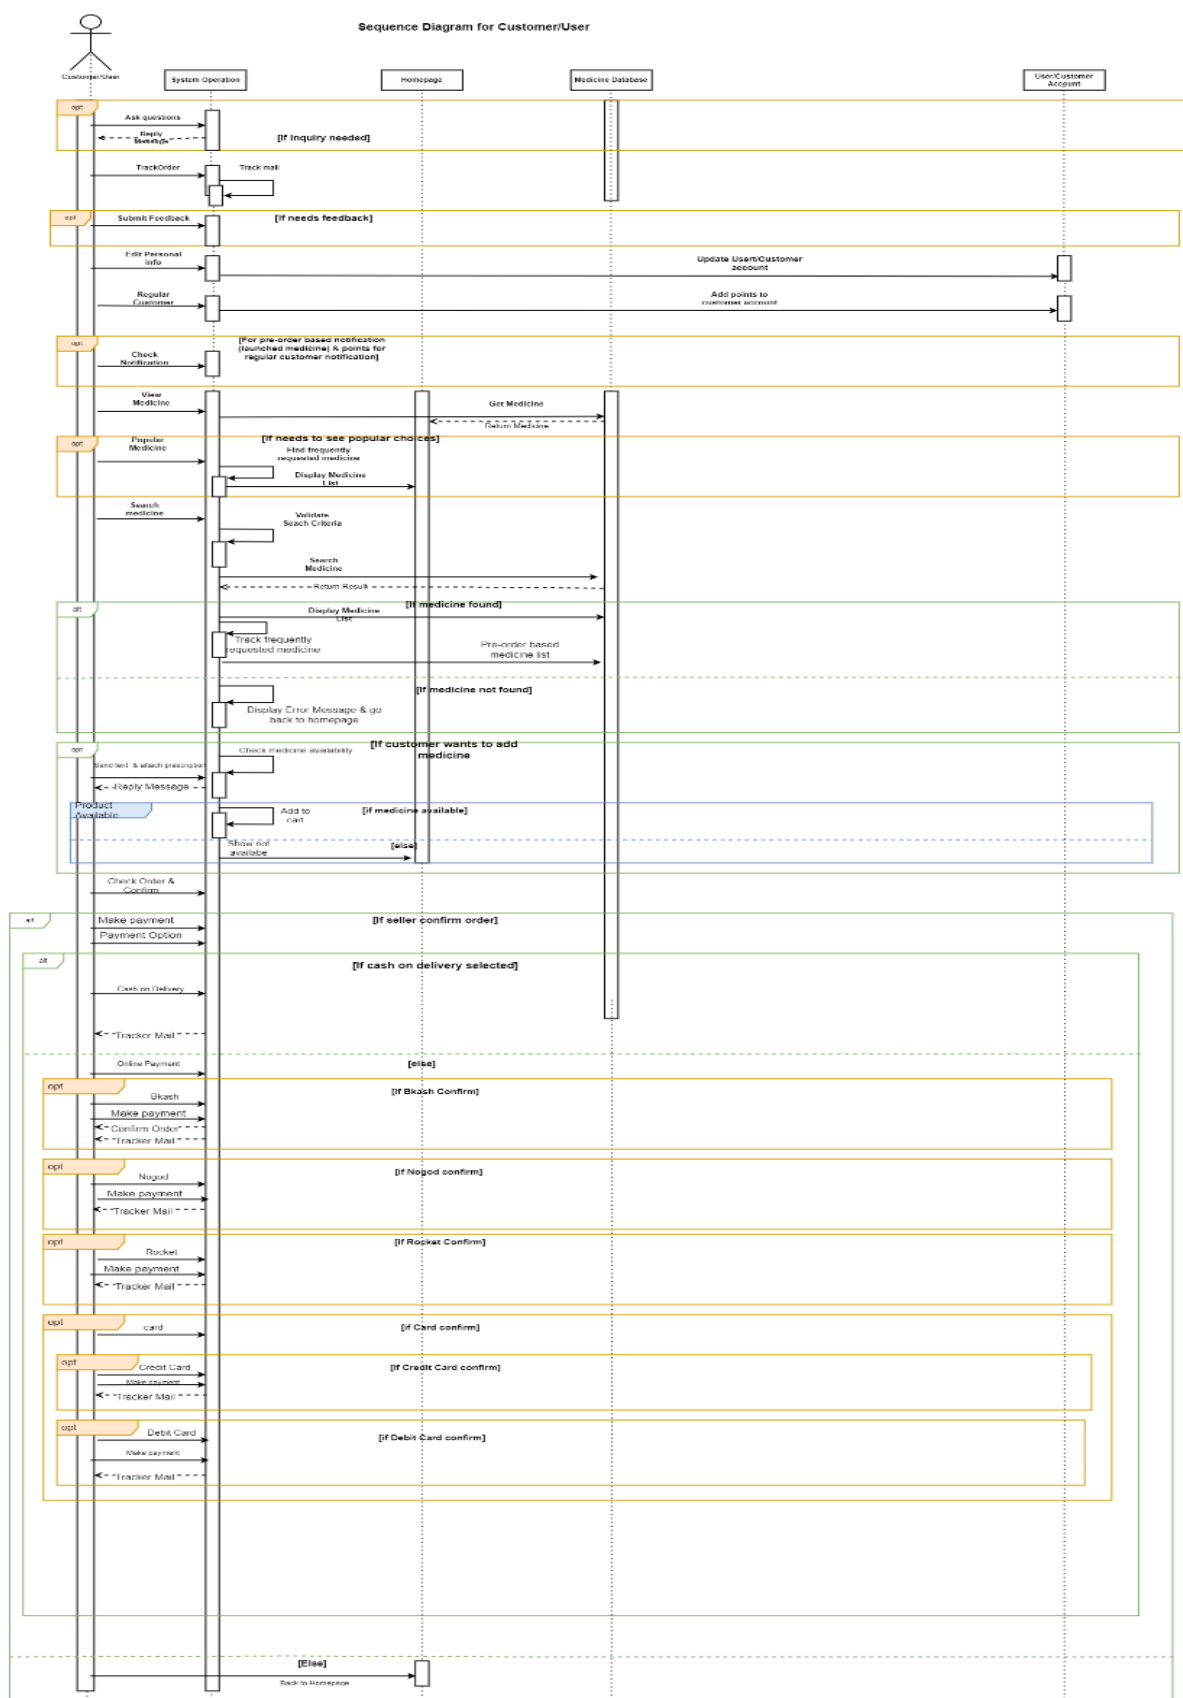 Sequence Diagram for Customer/User
Customer/User
System Operation
Homepage
Medicine Database
User/Customer
Account
opt
Ask questions
Reply
Message
[If inquiry needed]
TrackOrder
Track mail
opt
Submit Feedback
[If needs feedback]
Edit Personal
info
Update Usert/Customer
account
Regular
Customer
Add points to
customer account
opt
[For pre-order based notification
(launched medicine) & points for
regular customer notification]
Check
Notification
View
Medicine
Get Medicine
Return Medicine
opt
Popular
Medicine
[If needs to see popular choices]
Find frequently
requested medicine
Display Medicine
List
Search
medicine
Validate
Seach Criteria
Search
Medicine
Return Result
alt
[If medicine found]
Display Medicine
List
Track frequently
requested medicine
Pre-order based
medicine list
[If medicine not found]
Display Error Message & go
back to homepage
opt
[If customer wants to add
medicine
Check medicine availability
Send text & attach prescription
Reply Message
Product
Available
Add to
cart
[if medicine available]
Show not
availabe
[else]
Check Order &
Confirm
alt
Make payment
[If seller confirm order]
Payment Option
alt
[If cash on delivery selected]
Cash on Delivery
Tracker Mail
Online Payment
[else]
opt
[If Bkash Confirm]
Bkash
Make payment
Confirm Order
Tracker Mail
opt
[if Nogod confirm]
Nogod
Make payment
Tracker Mail
opt
[if Rocket Confirm]
Rocket
Make payment
Tracker Mail
opt
card
[if Card confirm]
opt
Credit Card
[if Credit Card confirm]
Make payment
Tracker Mail
opt
Debit Card
[if Debit Card confirm]
Make payment
Tracker Mail
[Else]
Back to Homepage